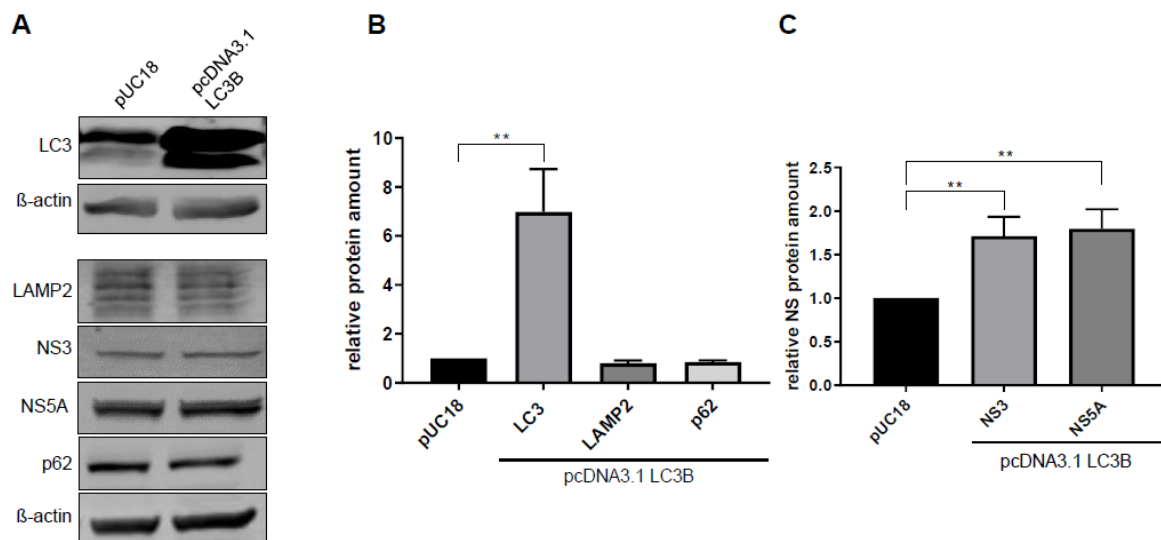 A
pUC18
pcDNA3.1
LC3B
LC3
ß-actin
LAMP2
NS3
NS5A
p62
ß-actin
B
relative protein amount
10
8
6
4
2
0
**
pUC18
LC3
LAMP2
p62
pcDNA3.1 LC3B
C
relative NS protein amount
2.5
2.0
1.5
1.0
0.5
0.0
**
**
pUC18
NS3
NS5A
pcDNA3.1 LC3B